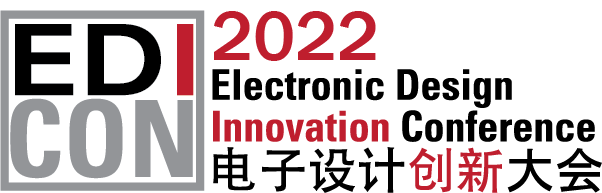 EDI
CON
2022
Electronic Design
Innovation Conference
电子设计创新大会